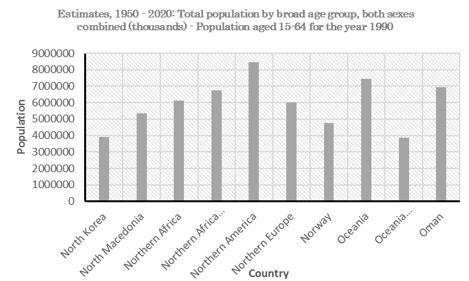 Estimates, 1950 - 2020: Total population by broad age group, both sexes
combined (thousands) - Population aged 15-64 for the year 1990
9000000
8000000
7000000
6000000
5000000
4000000
3000000
2000000
1000000
0
Population
North Korea
North Macedonia
Northern Africa
Northern Africa...
Northern America
Northern Europe
Norway
Oceania
Oceania...
Oman
Country